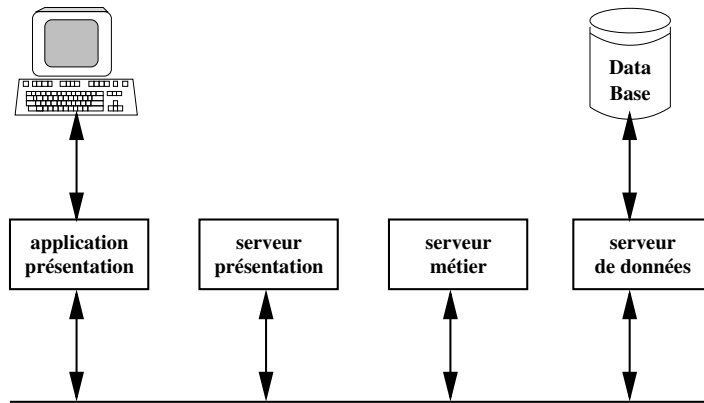 Data
Base
application
présentation
serveur
présentation
serveur
métier
serveur
de données